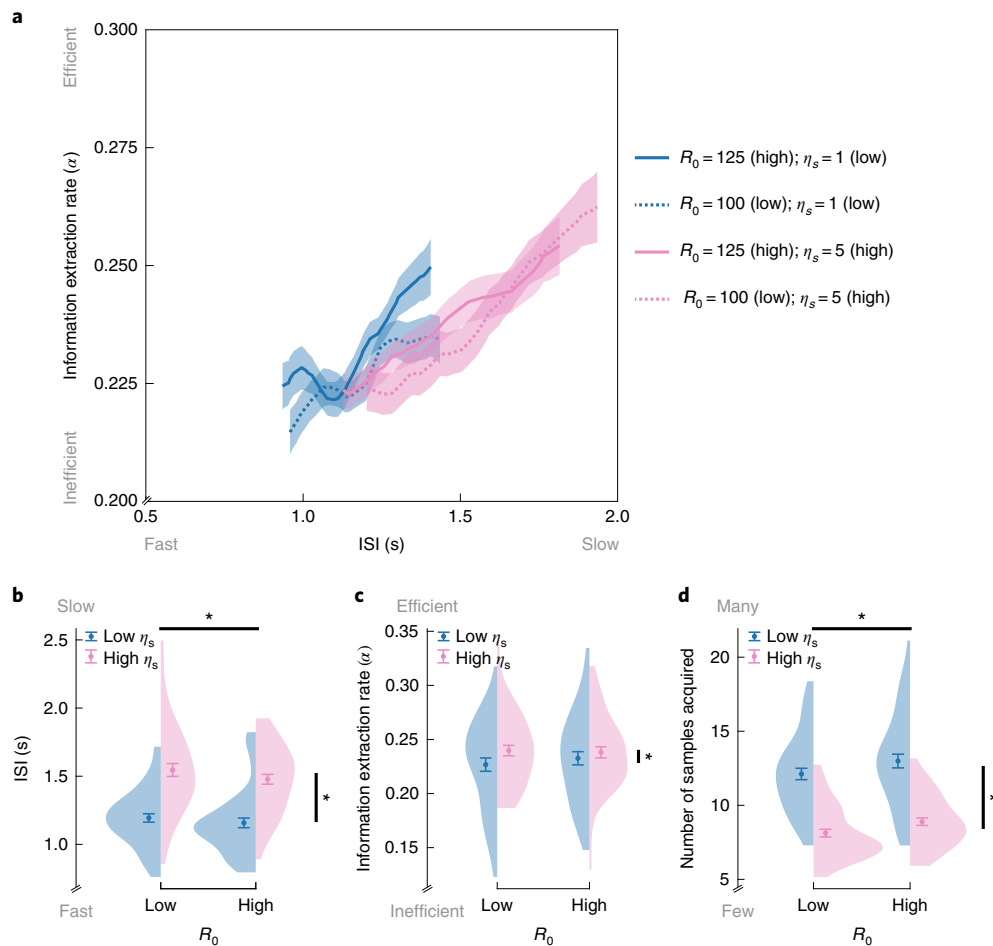 a
Efficient
Inefficient
Information extraction rate (α)
0.300
0.275
0.250
0.225
0.200
0.5
1.0
1.5
2.0
Fast
ISI (s)
Slow
R₀ = 125 (high); ηₛ = 1 (low)
R₀ = 100 (low); ηₛ = 1 (low)
R₀ = 125 (high); ηₛ = 5 (high)
R₀ = 100 (low); ηₛ = 5 (high)
b
Slow
*
Low ηₛ
High ηₛ
ISI (s)
2.5
2.0
1.5
1.0
*
Fast
Low
High
R₀
c
Efficient
Low ηₛ
High ηₛ
Information extraction rate (α)
0.35
0.30
0.25
0.20
0.15
*
Inefficient
Low
High
R₀
d
Many
*
Low ηₛ
High ηₛ
Number of samples acquired
20
15
10
5
*
Few
Low
High
R₀